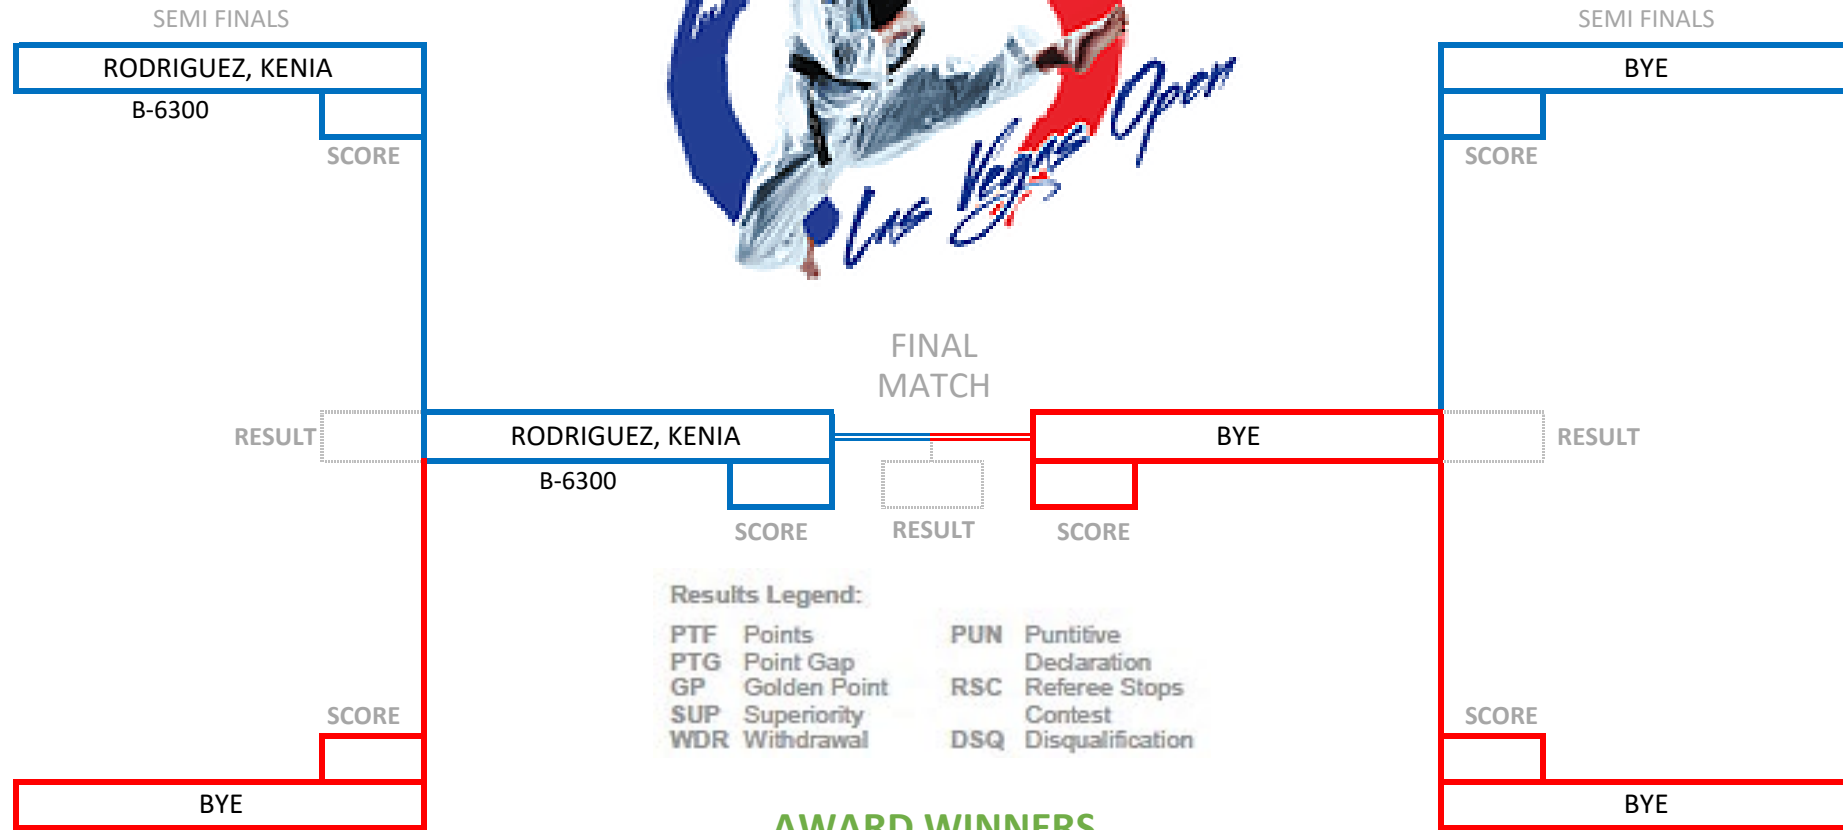 SEMI FINALS
SEMI FINALS
RODRIGUEZ, KENIA
BYE
B-6300
SCORE
SCORE
Las Vegas Open
FINAL
MATCH
RESULT
RODRIGUEZ, KENIA
BYE
RESULT
B-6300
SCORE
RESULT
SCORE
Results Legend:
PTF Points
PTG Point Gap
GP Golden Point
SUP Superiority
WDR Withdrawal
PUN Puntitive
Declaration
RSC Referee Stops
Contest
DSQ Disqualification
SCORE
SCORE
BYE
BYE
AWARD WINNERS